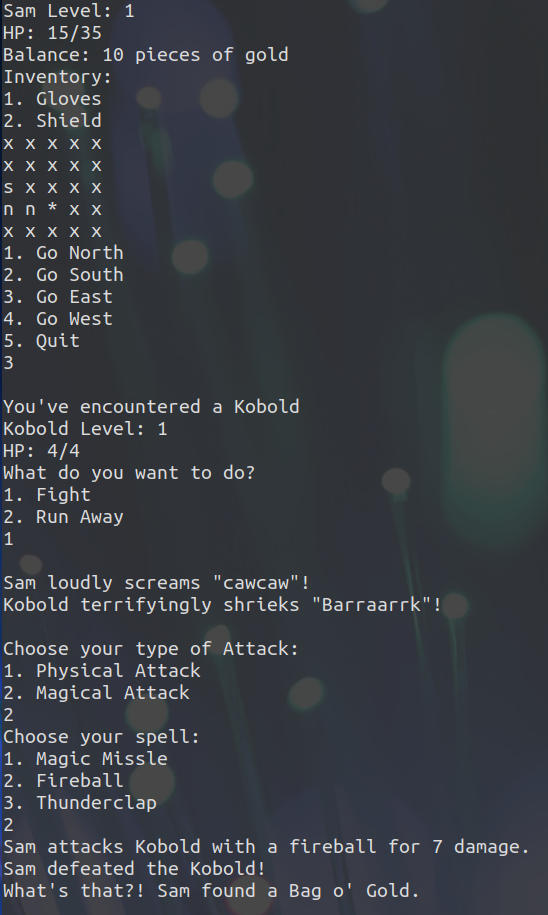 Sam Level: 1
HP: 15/35
Balance: 10 pieces of gold
Inventory:
1. Gloves
2. Shield
x x x x x
x x x x x
s x x x x
n n * x x
x x x x x
1. Go North
2. Go South
3. Go East
4. Go West
5. Quit
3
You've encountered a Kobold
Kobold Level: 1
HP: 4/4
What do you want to do?
1. Fight
2. Run Away
1
Sam loudly screams "cawcaw"!
Kobold terrifyingly shrieks "Barraarrk"!
Choose your type of Attack:
1. Physical Attack
2. Magical Attack
2
Choose your spell:
1. Magic Missle
2. Fireball
3. Thunderclap
2
Sam attacks Kobold with a fireball for 7 damage.
Sam defeated the Kobold!
What's that?! Sam found a Bag o' Gold.